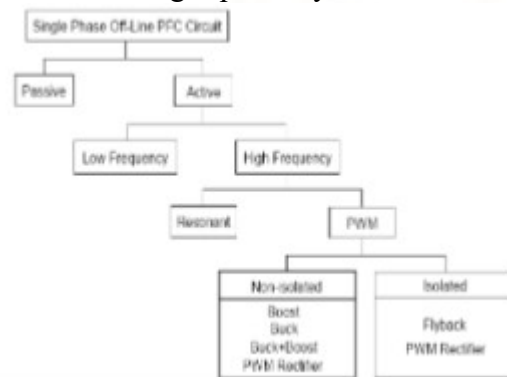 Single Phase Off-Line PFC Circuit
Passive
Active
Low Frequency
High Frequency
Resonant
PWM
Non-isolated
Boost
Buck
Buck+Boost
PWM Rectifier
Isolated
Flyback
PWM Rectifier